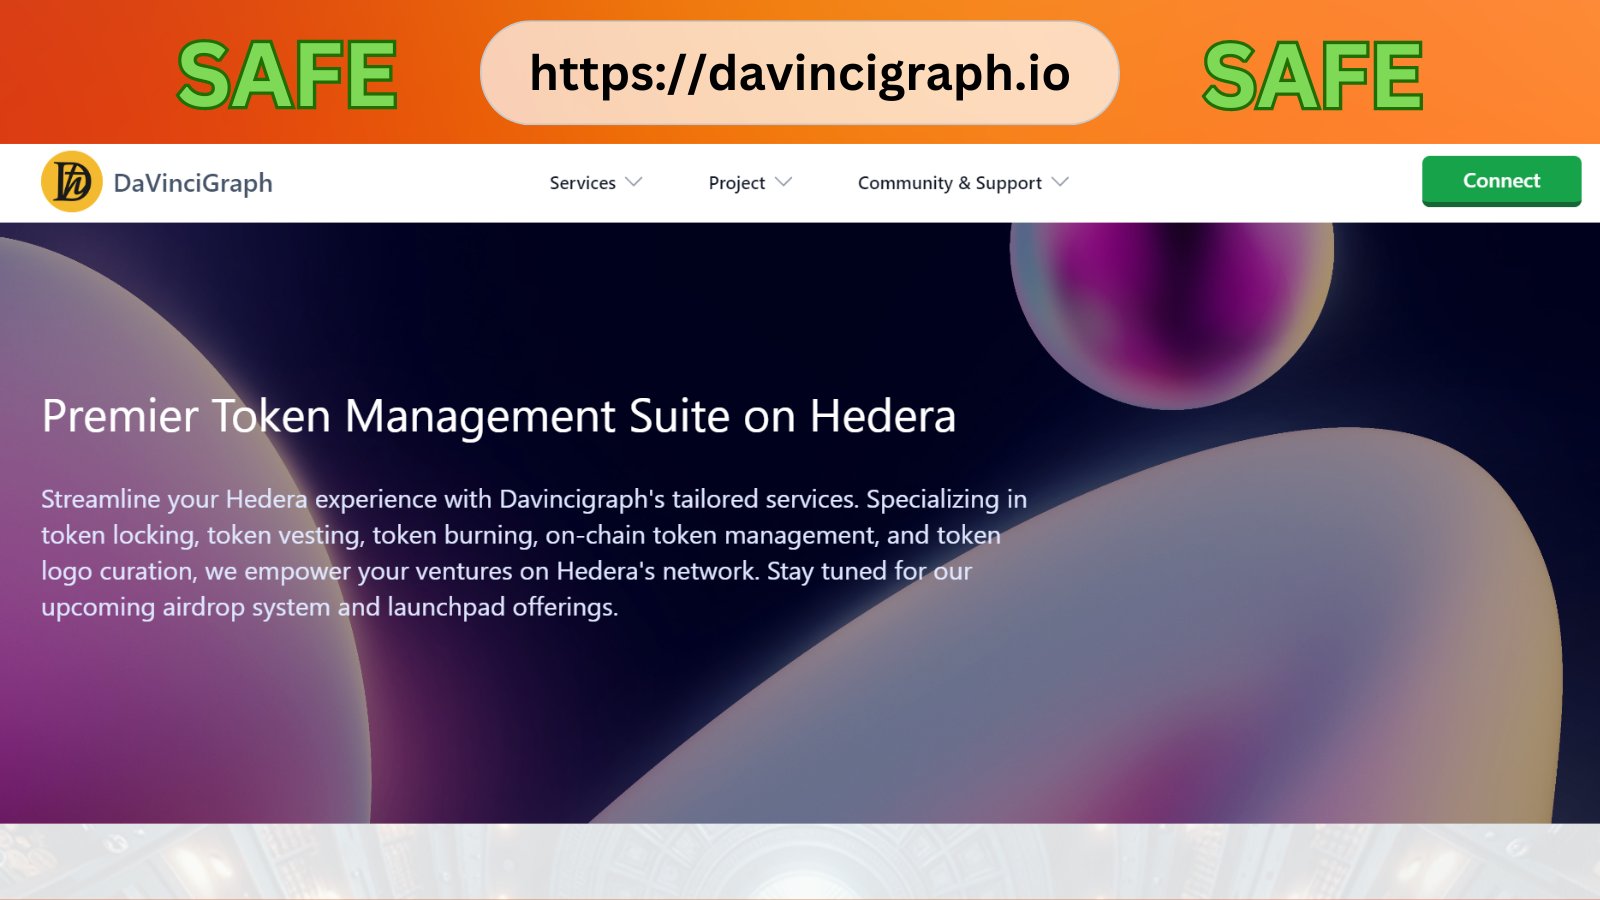 SAFE https://davincigraph.io SAFE
Dh DaVinciGraph Services Project Community & Support Connect
Premier Token Management Suite on Hedera
Streamline your Hedera experience with Davincigraph's tailored services. Specializing in
token locking, token vesting, token burning, on-chain token management, and token
logo curation, we empower your ventures on Hedera's network. Stay tuned for our
upcoming airdrop system and launchpad offerings.